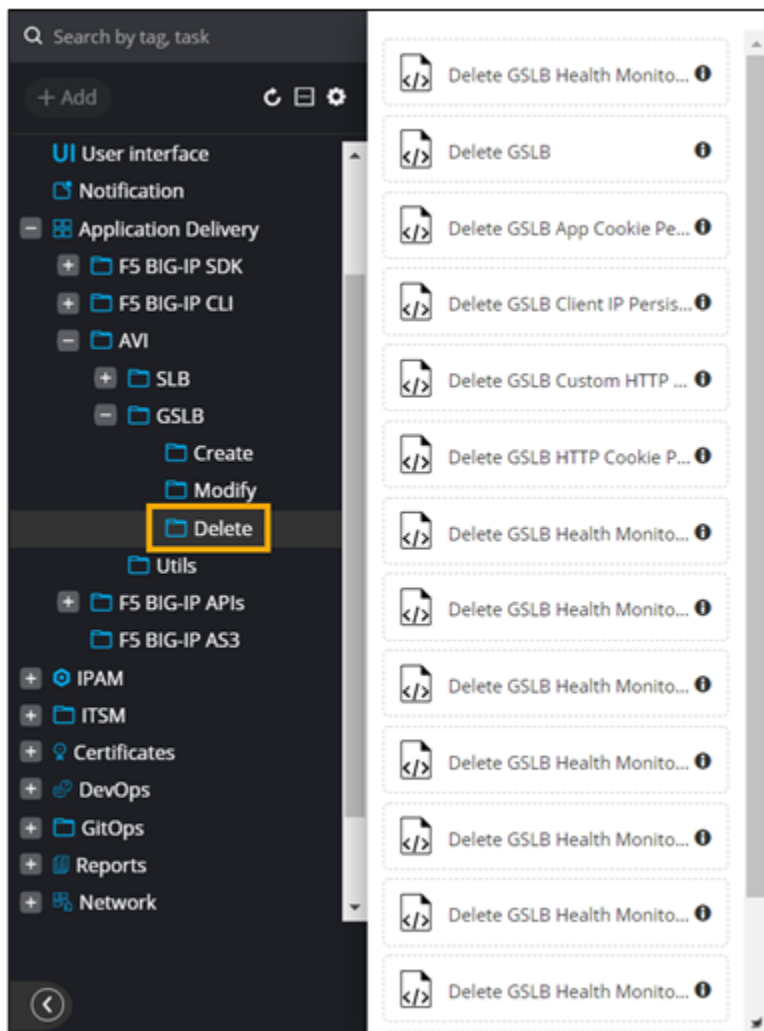 Search by tag, task
+ Add
UI User interface
Notification
Application Delivery
F5 BIG-IP SDK
F5 BIG-IP CLI
AVI
SLB
GSLB
Create
Modify
Delete
Utils
F5 BIG-IP APIs
F5 BIG-IP AS3
IPAM
ITSM
Certificates
DevOps
GitOps
Reports
Network
Delete GSLB Health Monito...
Delete GSLB
Delete GSLB App Cookie Pe...
Delete GSLB Client IP Persis...
Delete GSLB Custom HTTP ...
Delete GSLB HTTP Cookie P...
Delete GSLB Health Monito...
Delete GSLB Health Monito...
Delete GSLB Health Monito...
Delete GSLB Health Monito...
Delete GSLB Health Monito...
Delete GSLB Health Monito...
Delete GSLB Health Monito...